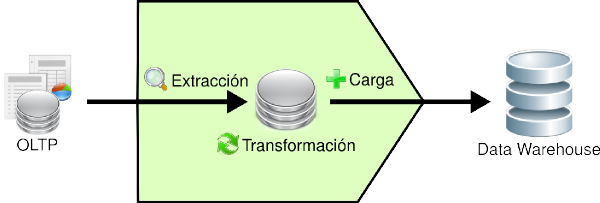 OLTP
Extracción
Transformación
Carga
Data Warehouse